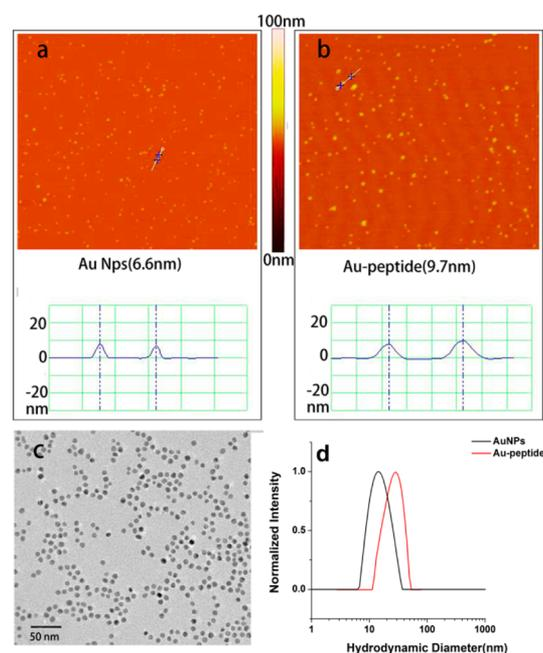 100nm
a
b
0nm
Au Nps(6.6nm)
Au-peptide(9.7nm)
20
0
-20
nm
20
0
-20
nm
c
50 nm
d
AuNPs
Au-peptide
Normalized Intensity
1.0
0.5
0.0
1 10 100 1000
Hydrodynamic Diameter(nm)